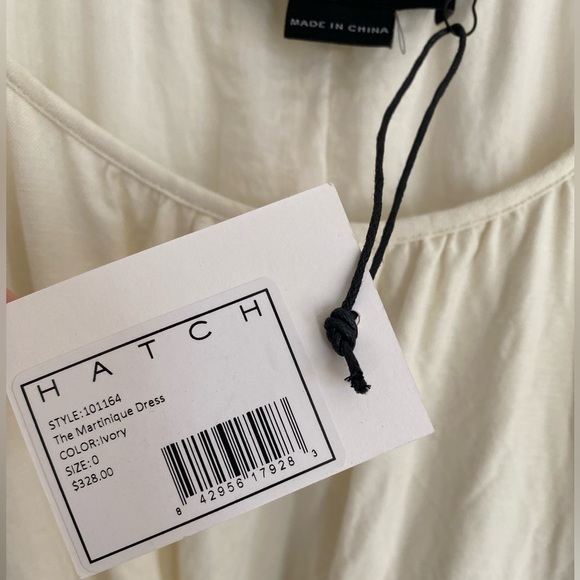 MADE IN CHINA
HATCH
STYLE:101164
The Martinique Dress
COLOR:Ivory
SIZE: 0
$328.00
8 42956 17928 3